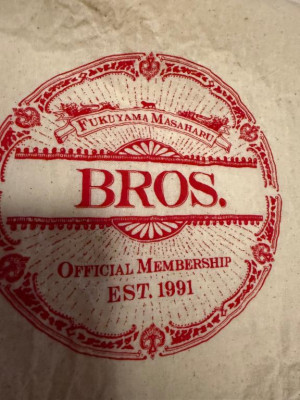 FUKUYAMA MASAHARU
BROS.
OFFICIAL MEMBERSHIP
EST. 1991